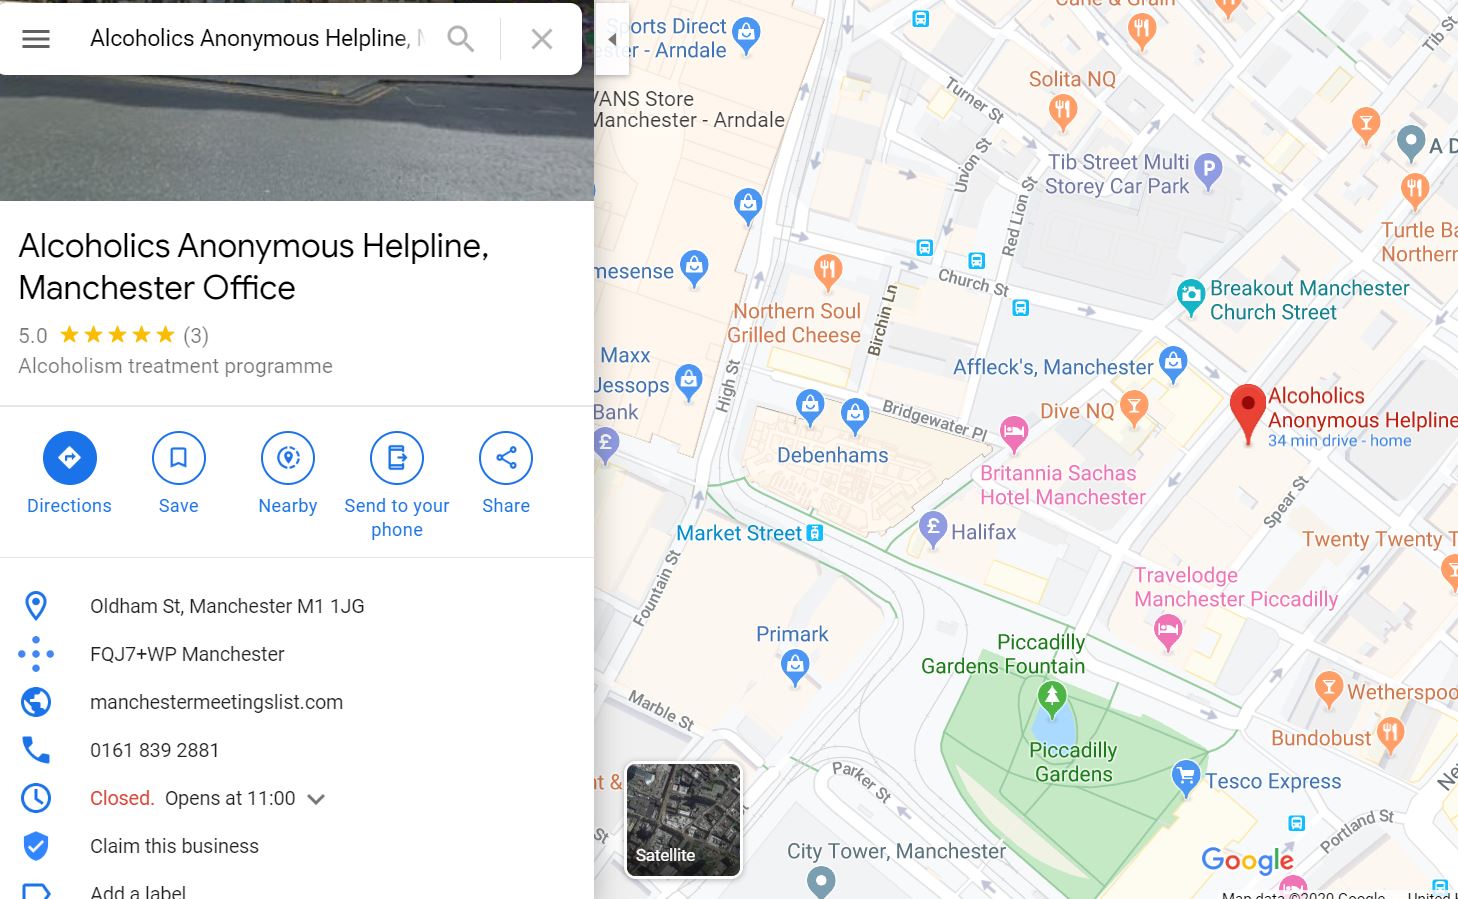 Alcoholics Anonymous Helpline,
Alcoholics Anonymous Helpline,
Manchester Office
5.0
(3)
Alcoholism treatment programme
Directions
Save
Nearby
Send to your
phone
Share
Oldham St, Manchester M1 1JG
FQJ7+WP Manchester
manchestermeetingslist.com
0161 839 2881
Closed. Opens at 11:00
Claim this business
Add a label
Sports Direct
- Arndale
VANS Store
Manchester - Arndale
Cane & Grain
Tib St
Turner St
Solita NQ
Union St
Tib Street Multi
Storey Car Park
P
Red Lion St
Turtle
Northern
Church St
Breakout Manchester
Church Street
Northern Soul
Grilled Cheese
Birchin Ln
Maxx
Jessops
Bank
£
High St
Affleck's, Manchester
Dive NQ
Alcoholics
Anonymous Helpline
34 min drive - home
Bridgewater Pl
Debenhams
Britannia Sachas
Hotel Manchester
Spear St
Market Street
£
Halifax
Twenty Twenty
Fountain St
Travelodge
Manchester Piccadilly
Primark
Piccadilly
Gardens Fountain
Marble St
Wetherspoo
Bundobust
Piccadilly
Gardens
Tesco Express
Parker St
Portland St
City Tower, Manchester
Satellite
Google
Map data ©2020 Google
United